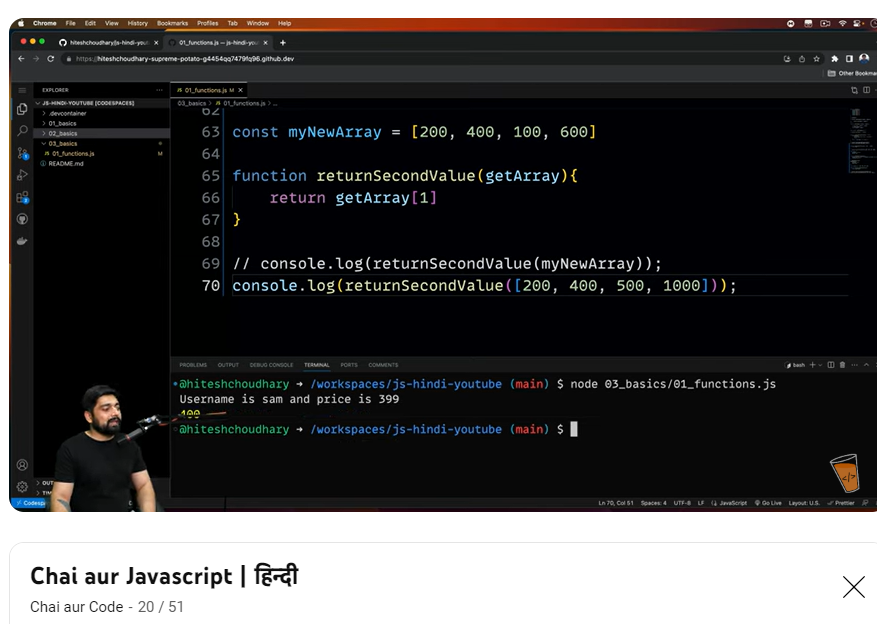 Chrome File Edit View History Bookmarks Profiles Tab Window Help
hiteshchoudhary/js-hindi-yout
01_functions.js — js-hindi-you
https://hiteshchoudhary-supreme-potato-g4454qq7479fq96.github.dev
Other Bookmar
EXPLORER
JS-HINDI-YOUTUBE [CODESPACES]
.devcontainer
01_basics
02_basics
03_basics
01_functions.js M
README.md
01_functions.js M
03_basics > 01_functions.js > ...
62
63 const myNewArray = [200, 400, 100, 600]
64
65 function returnSecondValue(getArray){
66 return getArray[1]
67 }
68
69 // console.log(returnSecondValue(myNewArray));
70 console.log(returnSecondValue([200, 400, 500, 1000]));
PROBLEMS OUTPUT DEBUG CONSOLE TERMINAL PORTS COMMENTS
bash
@hiteshchoudhary → /workspaces/js-hindi-youtube (main) $ node 03_basics/01_functions.js
Username is sam and price is 399
400
@hiteshchoudhary → /workspaces/js-hindi-youtube (main) $
OUT
TIM
Codesp
Ln 70, Col 51 Spaces: 4 UTF-8 LF JavaScript Go Live Layout: U.S. Prettier
Chai aur Javascript | हिन्दी
Chai aur Code - 20 / 51